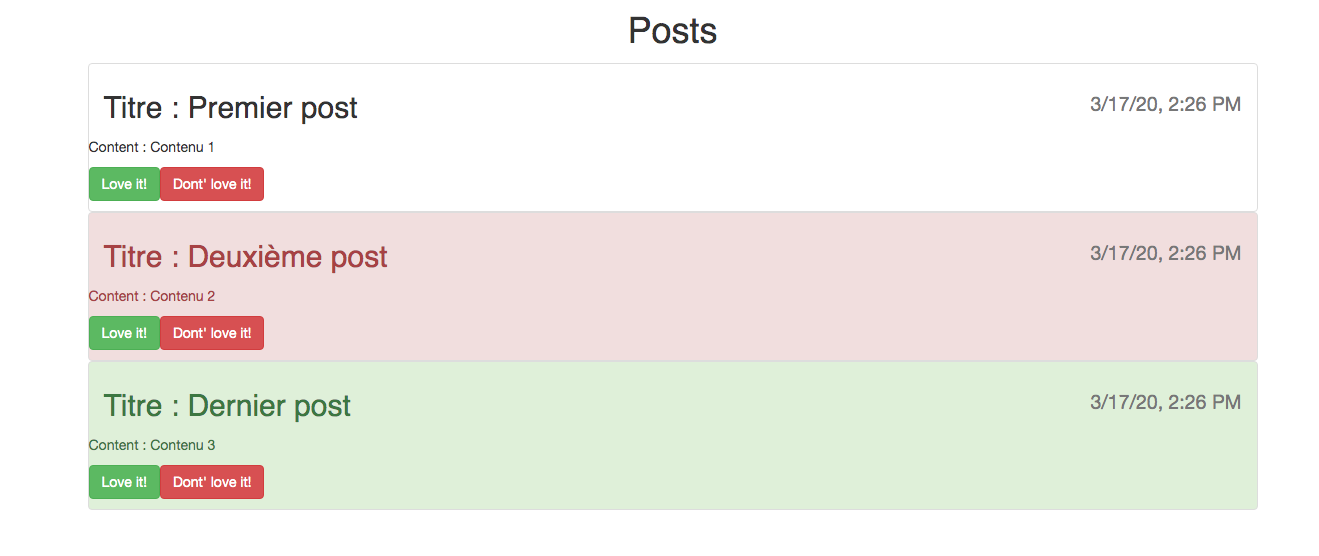 Posts
Titre : Premier post 3/17/20, 2:26 PM
Content : Contenu 1
Love it! Dont' love it!
Titre : Deuxième post 3/17/20, 2:26 PM
Content : Contenu 2
Love it! Dont' love it!
Titre : Dernier post 3/17/20, 2:26 PM
Content : Contenu 3
Love it! Dont' love it!